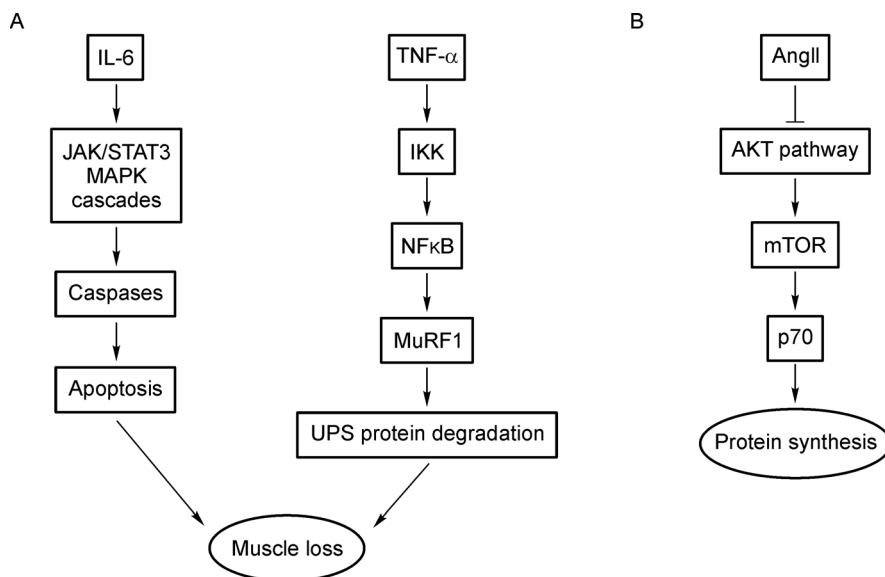 A
IL-6
JAK/STAT3
MAPK
cascades
Caspases
Apoptosis
TNF-α
IKK
NFκB
MuRF1
UPS protein degradation
Muscle loss
B
AngII
AKT pathway
mTOR
p70
Protein synthesis